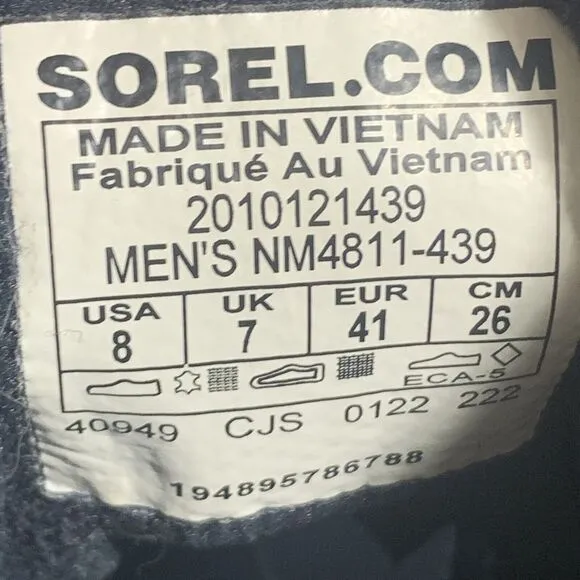 SOREL.COM
MADE IN VIETNAM
Fabriqué Au Vietnam
2010121439
MEN'S NM4811-439
USA UK EUR CM
8 7 41 26
ECA-5
40949 CJS 0122 222
194895786788